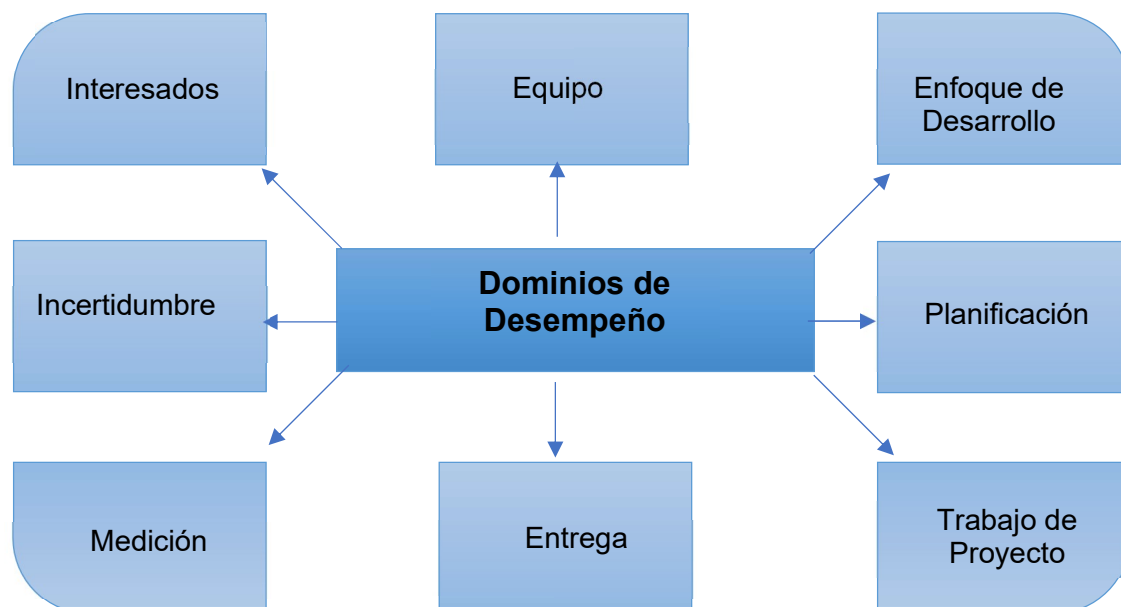 Interesados
Equipo
Enfoque de
Desarrollo
Incertidumbre
Dominios de
Desempeño
Planificación
Medición
Entrega
Trabajo de
Proyecto